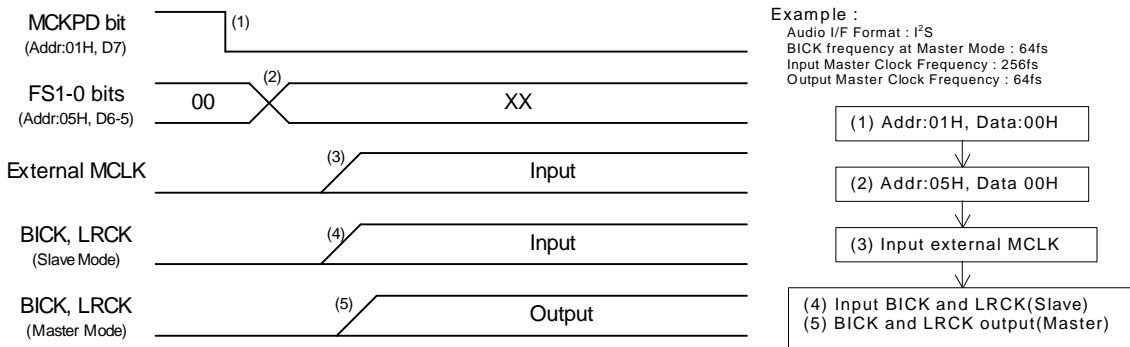 MCKPD bit
(Addr:01H, D7)
(1)
FS1-0 bits
(Addr:05H, D6-5)
00
(2)
XX
External MCLK
(3)
Input
BICK, LRCK
(Slave Mode)
(4)
Input
BICK, LRCK
(Master Mode)
(5)
Output
Example :
Audio I/F Format : I²S
BICK frequency at Master Mode : 64fs
Input Master Clock Frequency : 256fs
Output Master Clock Frequency : 64fs
(1) Addr:01H, Data:00H
(2) Addr:05H, Data 00H
(3) Input external MCLK
(4) Input BICK and LRCK(Slave)
(5) BICK and LRCK output(Master)